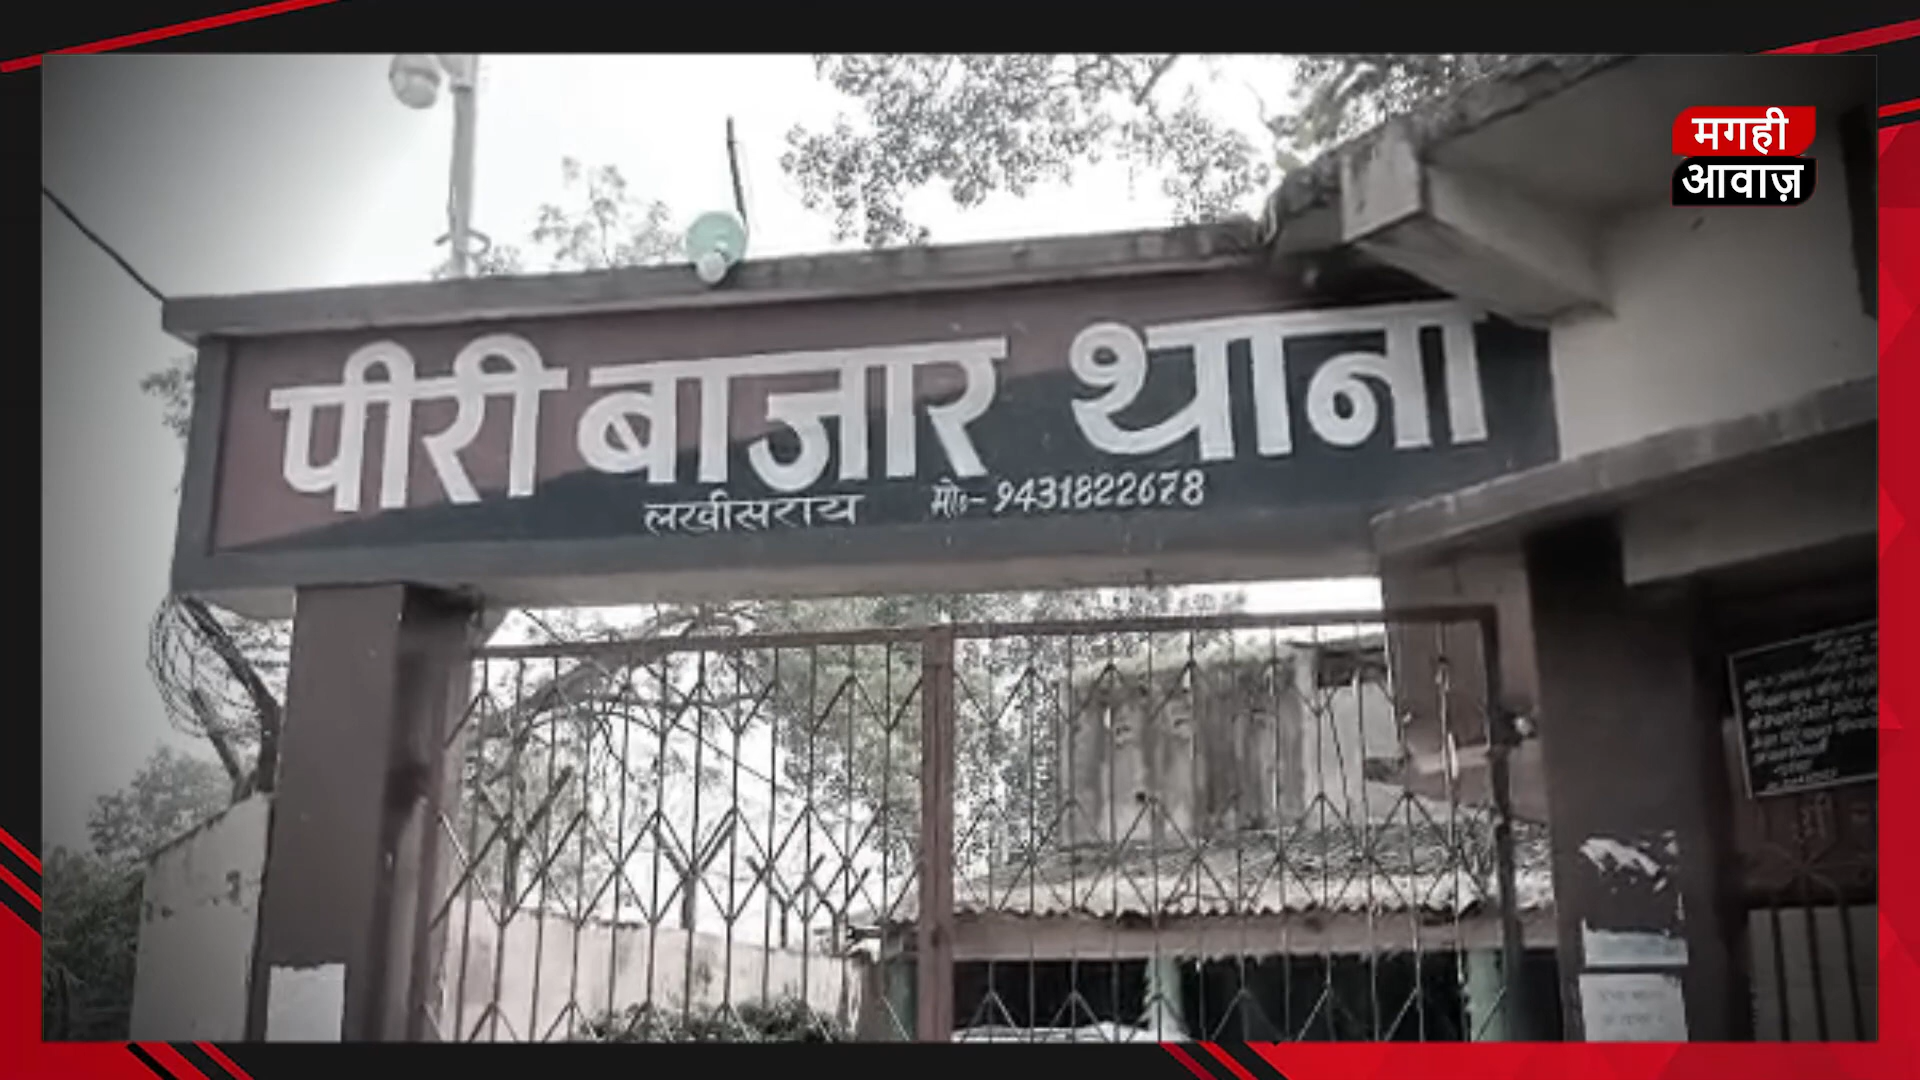 मगही
आवाज़
पीरी बाजार थाना
लखीसराय मो०- 9431822678